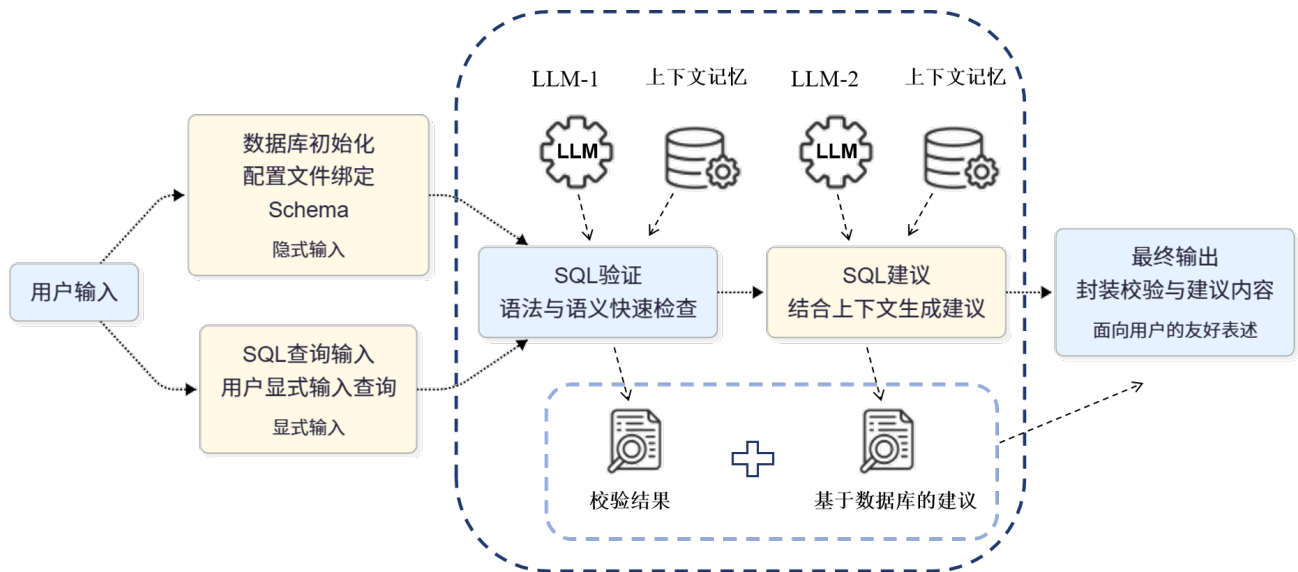 用户输入
数据库初始化
配置文件绑定
Schema
隐式输入
SQL查询输入
用户显式输入查询
显式输入
LLM-1
上下文记忆
LLM-2
上下文记忆
LLM
LLM
SQL验证
语法与语义快速检查
SQL建议
结合上下文生成建议
校验结果
基于数据库的建议
最终输出
封装校验与建议内容
面向用户的友好表述